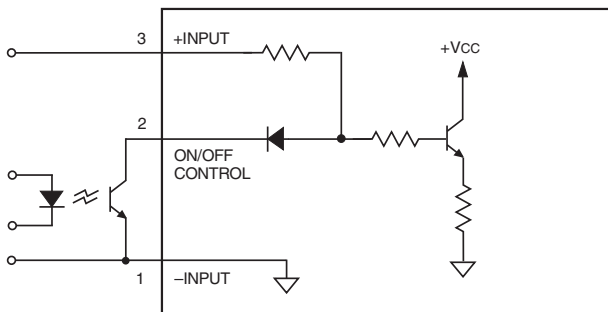 3 +INPUT
+VCC
2
ON/OFF
CONTROL
1 –INPUT